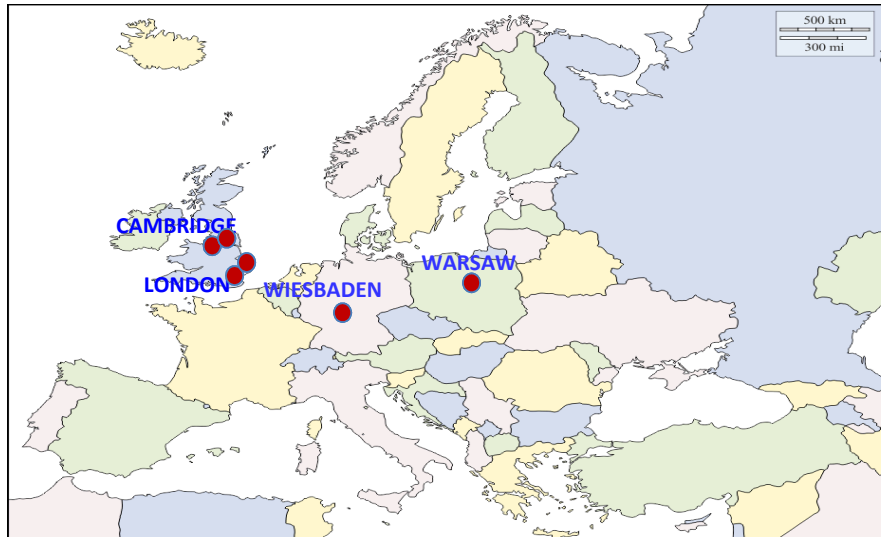 500 km
300 mi
CAMBRIDGE
WARSAW
LONDON
WIESBADEN